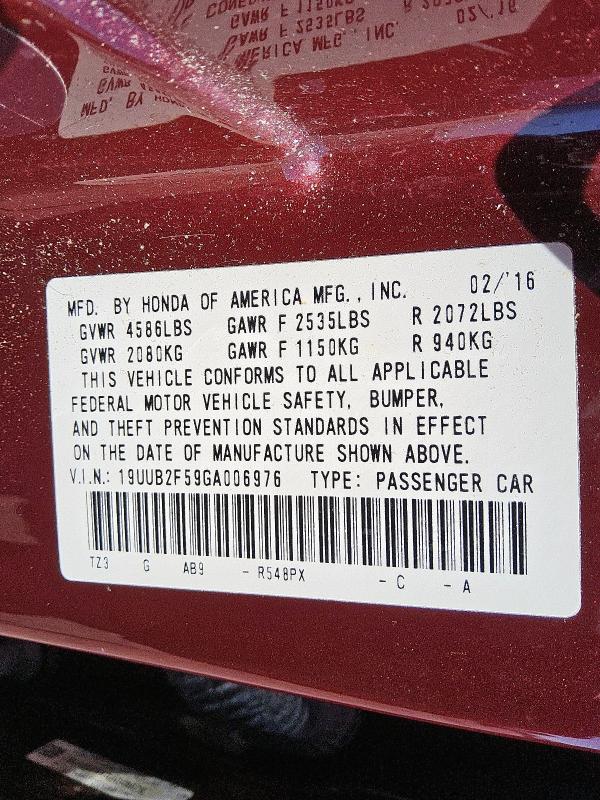 MFD. BY HONDA OF AMERICA MFG., INC. 02/'16
GVWR 4586LBS GAWR F 2535LBS R 2072LBS
GVWR 2080KG GAWR F 1150KG R 940KG
THIS VEHICLE CONFORMS TO ALL APPLICABLE
FEDERAL MOTOR VEHICLE SAFETY, BUMPER,
AND THEFT PREVENTION STANDARDS IN EFFECT
ON THE DATE OF MANUFACTURE SHOWN ABOVE.
V.I.N.: 19UUB2F59GA006976 TYPE: PASSENGER CAR
TZ3 G AB9 - R548PX - C - A